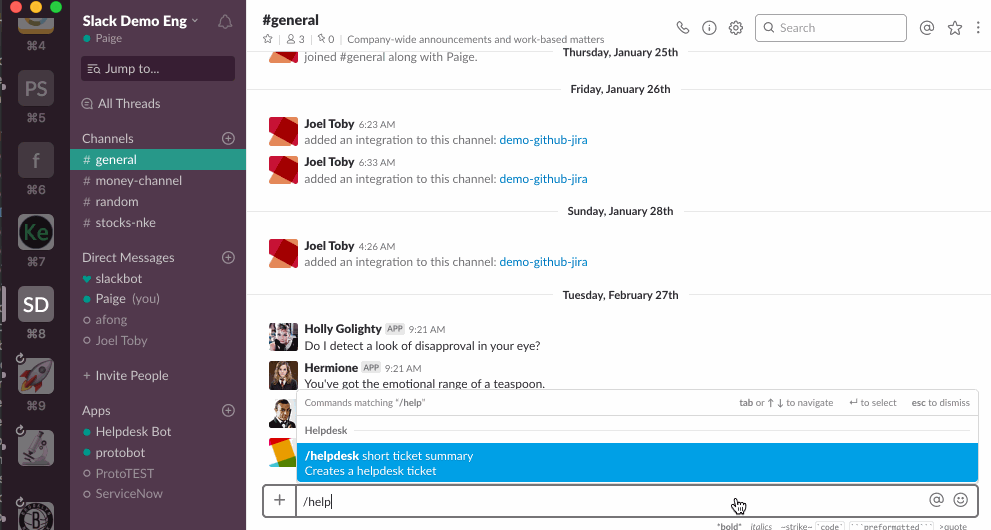 ⌘4
PS
⌘5
f
⌘6
Ke
⌘7
SD
⌘8
⌘9
Slack Demo Eng
Paige
Jump to...
All Threads
Channels
# general
# money-channel
# random
# stocks-nke
Direct Messages
slackbot
Paige (you)
afong
Joel Toby
+ Invite People
Apps
Helpdesk Bot
protobot
ProtoTEST
ServiceNow
#general
3 | 0 | Company-wide announcements and work-based matters
Search
joined #general along with Paige.
Thursday, January 25th
Friday, January 26th
Joel Toby 6:23 AM
added an integration to this channel: demo-github-jira
Joel Toby 6:33 AM
added an integration to this channel: demo-github-jira
Sunday, January 28th
Joel Toby 4:26 AM
added an integration to this channel: demo-github-jira
Tuesday, February 27th
Holly Golighty APP 9:21 AM
Do I detect a look of disapproval in your eye?
Hermione APP 9:21 AM
You've got the emotional range of a teaspoon.
Commands matching "/help" tab or ↑ ↓ to navigate ↵ to select esc to dismiss
Helpdesk
/helpdesk short ticket summary
Creates a helpdesk ticket
/help
*bold* _italics_ ~strike~ `code` ```preformatted``` >quote